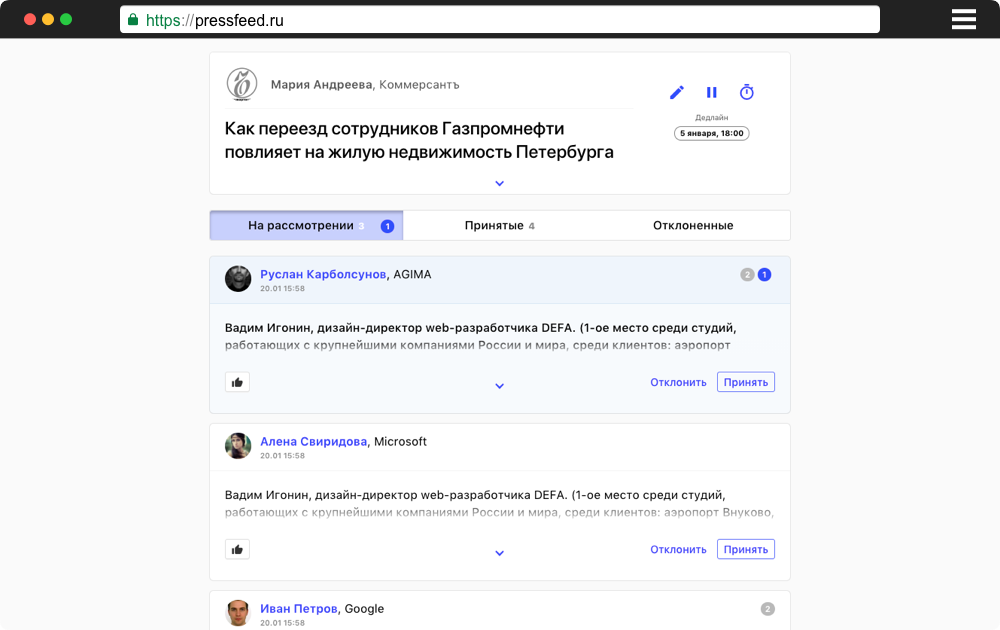 https://pressfeed.ru
Мария Андреева, Коммерсантъ
Дедлайн
5 января, 18:00
Как переезд сотрудников Газпромнефти
повлияет на жилую недвижимость Петербурга
На рассмотрении 3 1
Принятые 4
Отклоненные
Руслан Карболсунов, AGIMA
2 1
20.01 15:58
Вадим Игонин, дизайн-директор web-разработчика DEFA. (1-ое место среди студий,
работающих с крупнейшими компаниями России и мира, среди клиентов: аэропорт
Отклонить Принять
Алена Свиридова, Microsoft
20.01 15:58
Вадим Игонин, дизайн-директор web-разработчика DEFA. (1-ое место среди студий,
работающих с крупнейшими компаниями России и мира, среди клиентов: аэропорт Внуково,
Отклонить Принять
Иван Петров, Google
2
20.01 15:58